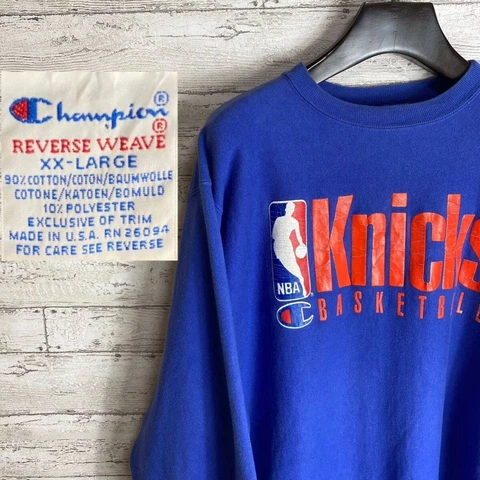 Champion®
®
REVERSE WEAVE
XX-LARGE
90% COTTON/COTON/BAUMWOLLE
COTONE/KATOEN/BOMULD
10% POLYESTER
EXCLUSIVE OF TRIM
MADE IN U.S.A. RN 26094
FOR CARE SEE REVERSE
Knicks
NBA
BASKETBALL